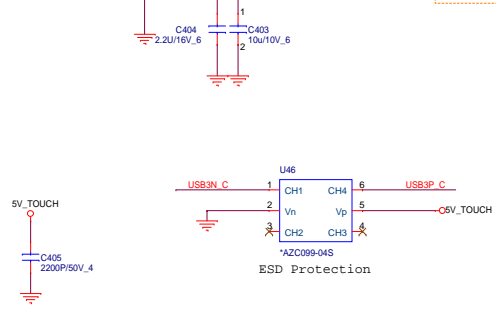 1
C404
C403
2.2U/16V_6
10u/10V_6
2
U46
USB3N_C
1
CH1
CH4
6
USB3P_C
5V_TOUCH
2
Vn
Vp
5
5V_TOUCH
3
CH2
CH3
4
C405
2200P/50V_4
*AZC099-04S
ESD Protection